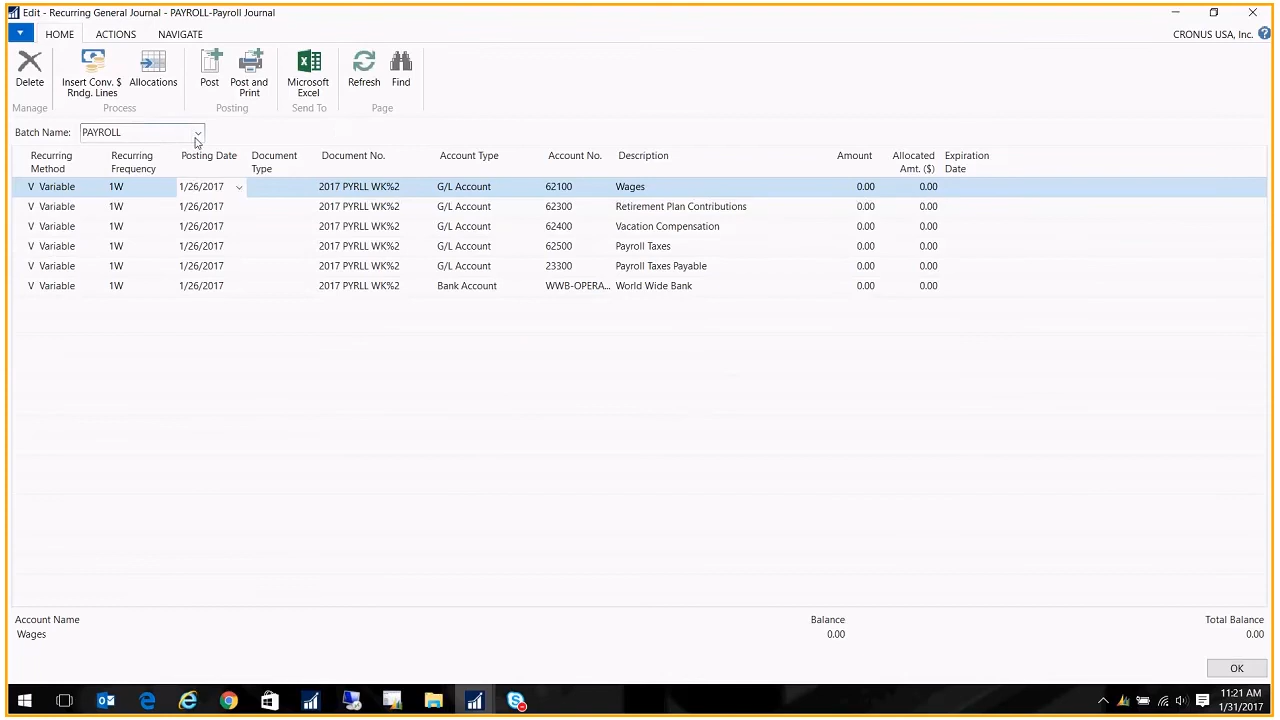 Edit - Recurring General Journal - PAYROLL-Payroll Journal
HOME ACTIONS NAVIGATE CRONUS USA, Inc.
Delete Insert Conv. $ Rndg. Lines Allocations Post Post and Print Microsoft Excel Refresh Find
Manage Process Posting Send To Page
Batch Name: PAYROLL
Recurring Method Recurring Frequency Posting Date Document Type Document No. Account Type Account No. Description Amount Allocated Amt. ($) Expiration Date
V Variable 1W 1/26/2017 2017 PYRLL WK%2 G/L Account 62100 Wages 0.00 0.00
V Variable 1W 1/26/2017 2017 PYRLL WK%2 G/L Account 62300 Retirement Plan Contributions 0.00 0.00
V Variable 1W 1/26/2017 2017 PYRLL WK%2 G/L Account 62400 Vacation Compensation 0.00 0.00
V Variable 1W 1/26/2017 2017 PYRLL WK%2 G/L Account 62500 Payroll Taxes 0.00 0.00
V Variable 1W 1/26/2017 2017 PYRLL WK%2 G/L Account 23300 Payroll Taxes Payable 0.00 0.00
V Variable 1W 1/26/2017 2017 PYRLL WK%2 Bank Account WWB-OPERA... World Wide Bank 0.00 0.00
Account Name Balance Total Balance
Wages 0.00 0.00
OK
11:21 AM
1/31/2017